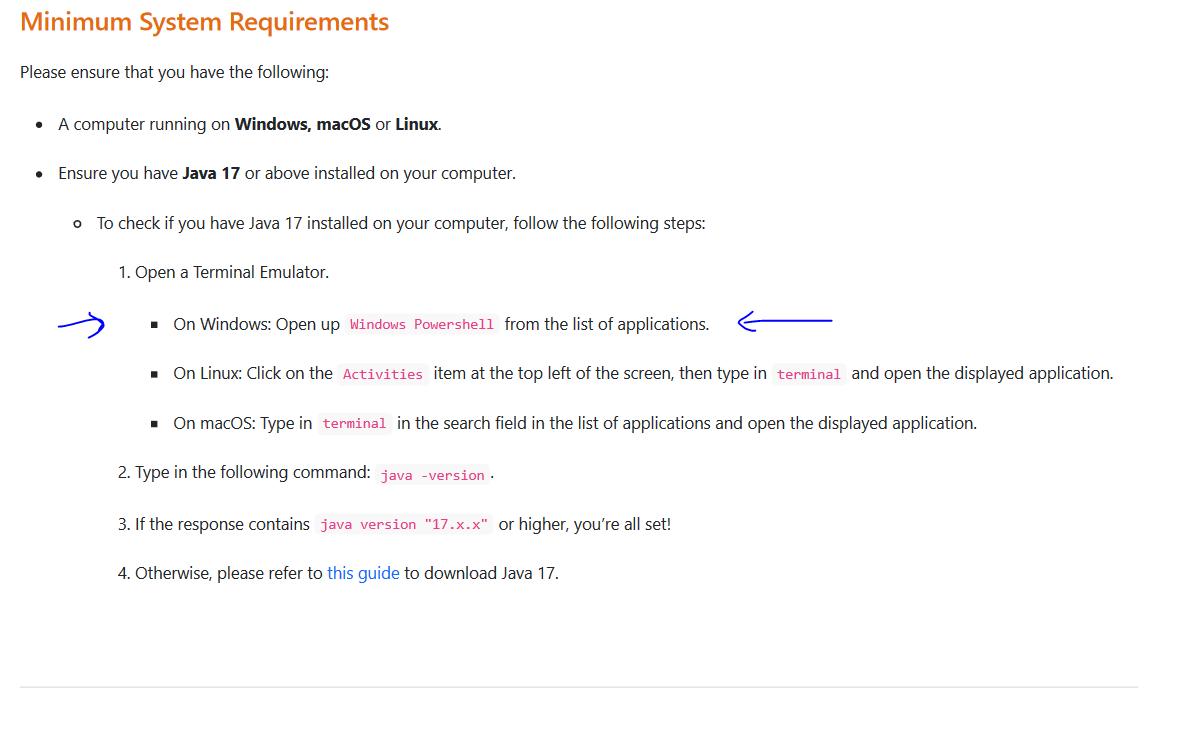 Minimum System Requirements
Please ensure that you have the following:
A computer running on Windows, macOS or Linux.
Ensure you have Java 17 or above installed on your computer.
To check if you have Java 17 installed on your computer, follow the following steps:
1. Open a Terminal Emulator.
On Windows: Open up Windows Powershell from the list of applications.
On Linux: Click on the Activities item at the top left of the screen, then type in terminal and open the displayed application.
On macOS: Type in terminal in the search field in the list of applications and open the displayed application.
2. Type in the following command: java -version.
3. If the response contains java version "17.x.x" or higher, you’re all set!
4. Otherwise, please refer to this guide to download Java 17.